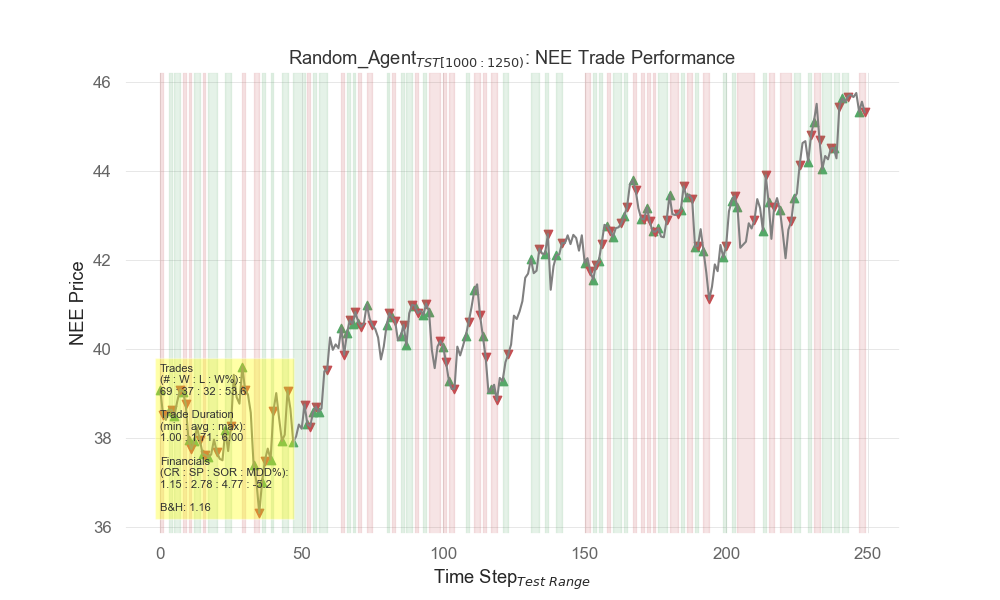 Random_Agent_TST[1000:1250): NEE Trade Performance
46
44
42
40
38
36
NEE Price
Trades
(# : W : L : W%):
69 : 37 : 32 : 53.6
Trade Duration
(min : avg : max):
1.00 : 1.71 : 6.00
Financials
(CR : SP : SOR : MDD%):
1.15 : 2.78 : 4.77 : -5.2
B&H: 1.16
0
50
100
150
200
250
Time Step_Test Range